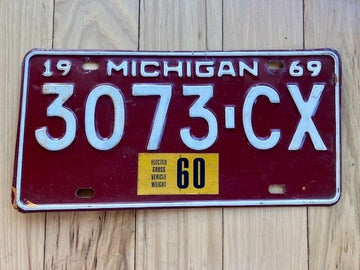 19 MICHIGAN 69
3073-CX
ELECTED
GROSS
VEHICLE
WEIGHT
60